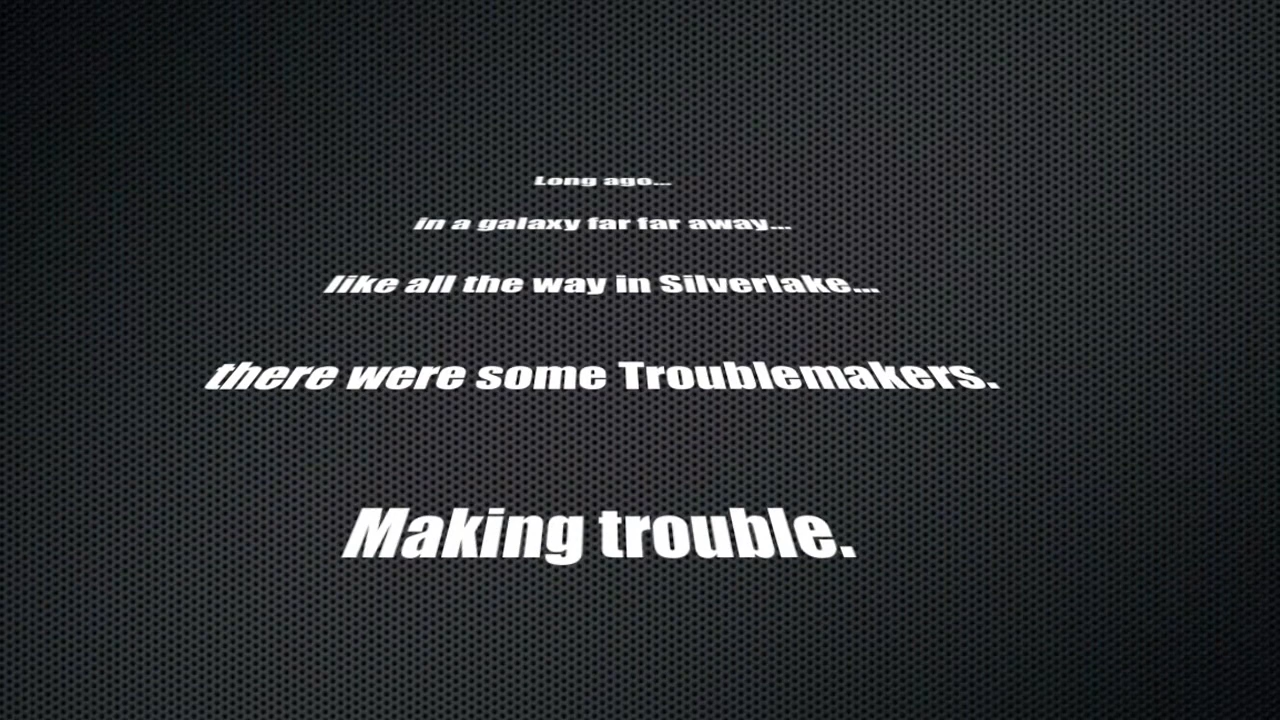 Long ago...
in a galaxy far far away...
like all the way in Silverlake...
there were some Troublemakers.
Making trouble.